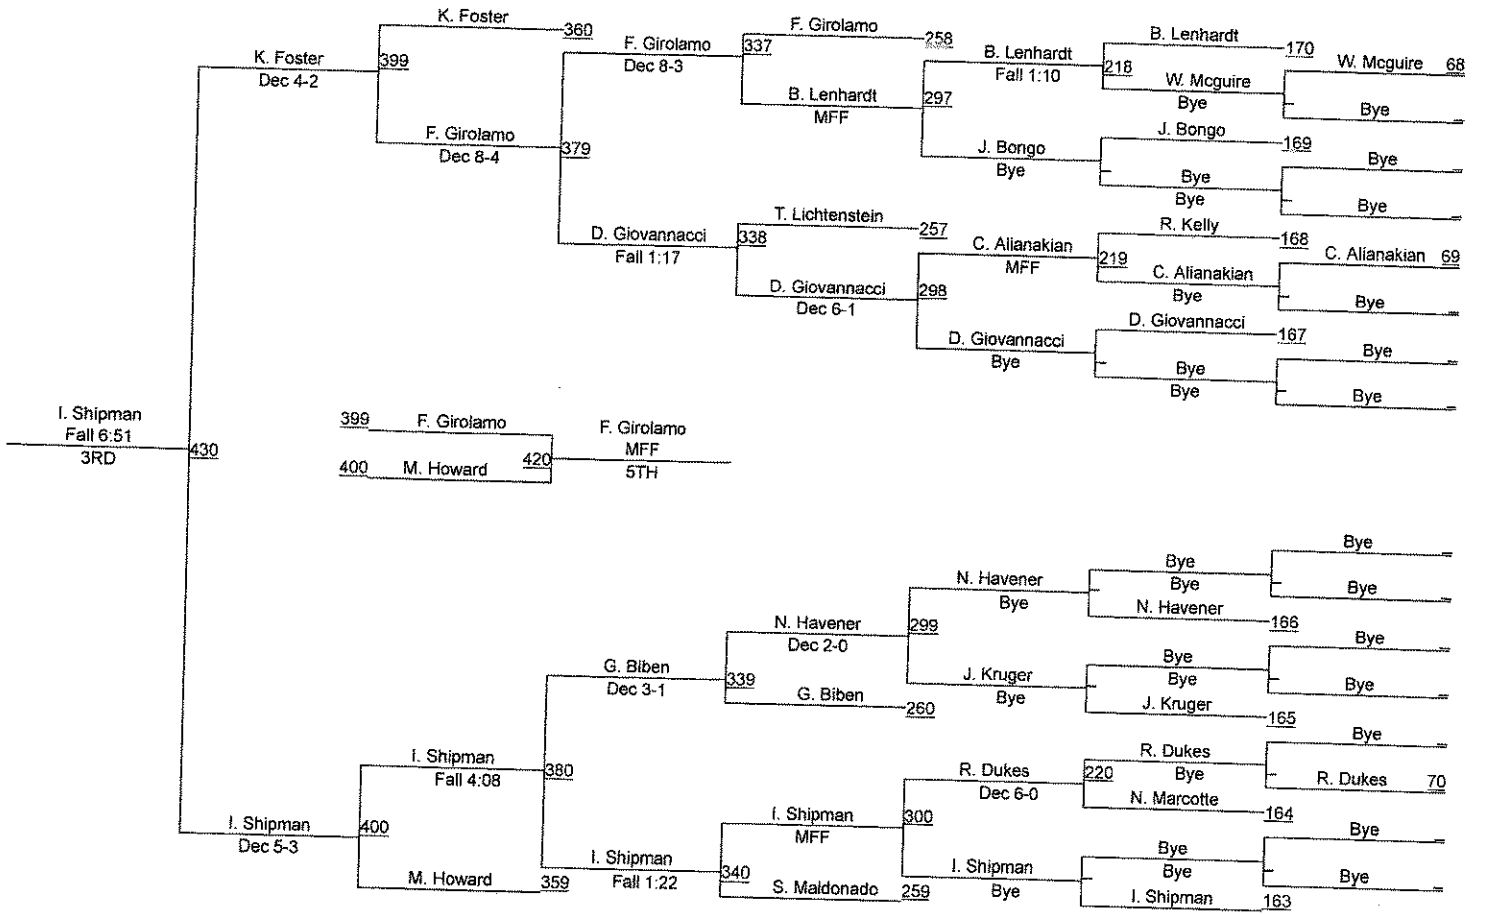 K. Foster
360
K. Foster
Dec 4-2
399
F. Girolamo
Dec 8-4
379
F. Girolamo
Dec 8-3
337
F. Girolamo
258
B. Lenhardt
MFF
297
B. Lenhardt
Fall 1:10
218
B. Lenhardt
170
W. Mcguire
Bye
W. Mcguire 68
Bye
J. Bongo
Bye
J. Bongo
169
Bye
Bye
Bye
Bye
D. Giovannacci
Fall 1:17
338
T. Lichtenstein
257
D. Giovannacci
Dec 6-1
298
C. Alianakian
MFF
219
R. Kelly
168
C. Alianakian
Bye
C. Alianakian 69
Bye
D. Giovannacci
Bye
D. Giovannacci
167
Bye
Bye
Bye
Bye
I. Shipman
Fall 6:51
3RD
430
399 F. Girolamo
400 M. Howard
420
F. Girolamo
MFF
5TH
I. Shipman
Dec 5-3
400
I. Shipman
Fall 4:08
380
M. Howard
359
G. Biben
Dec 3-1
339
N. Havener
Dec 2-0
299
G. Biben
260
N. Havener
Bye
Bye
Bye
N. Havener
166
Bye
Bye
J. Kruger
Bye
Bye
Bye
J. Kruger
165
Bye
Bye
I. Shipman
Fall 1:22
340
I. Shipman
MFF
300
S. Maldonado
259
R. Dukes
Dec 6-0
220
R. Dukes
Bye
N. Marcotte
164
Bye
R. Dukes 70
I. Shipman
Bye
Bye
Bye
I. Shipman
163
Bye
Bye